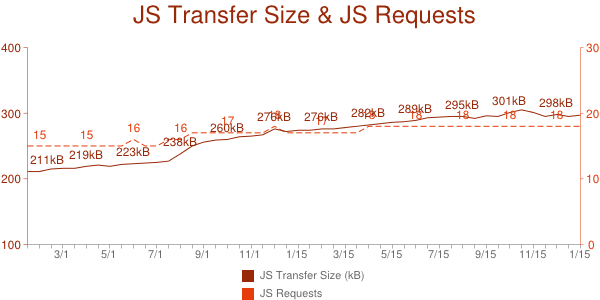 JS Transfer Size & JS Requests
400
300
200
100
30
20
10
0
15
15
16
16
17
18
17
18
18
18
18
18
211kB
219kB
223kB
238kB
260kB
276kB
276kB
282kB
289kB
295kB
301kB
298kB
3/1 5/1 7/1 9/1 11/1 1/15 3/15 5/15 7/15 9/15 11/15 1/15
JS Transfer Size (kB)
JS Requests